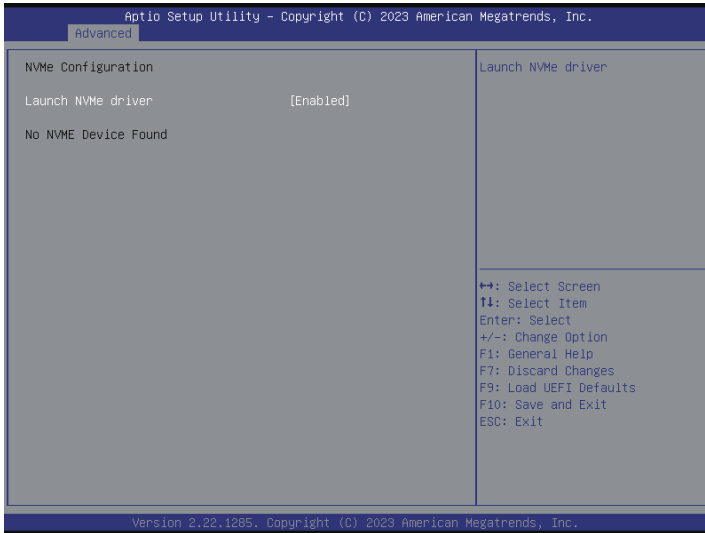 Aptio Setup Utility – Copyright (C) 2023 American Megatrends, Inc.
Advanced
NVMe Configuration
Launch NVMe driver [Enabled]
No NVME Device Found
Launch NVMe driver
↔: Select Screen
↑↓: Select Item
Enter: Select
+/-: Change Option
F1: General Help
F7: Discard Changes
F9: Load UEFI Defaults
F10: Save and Exit
ESC: Exit
Version 2.22.1285. Copyright (C) 2023 American Megatrends, Inc.